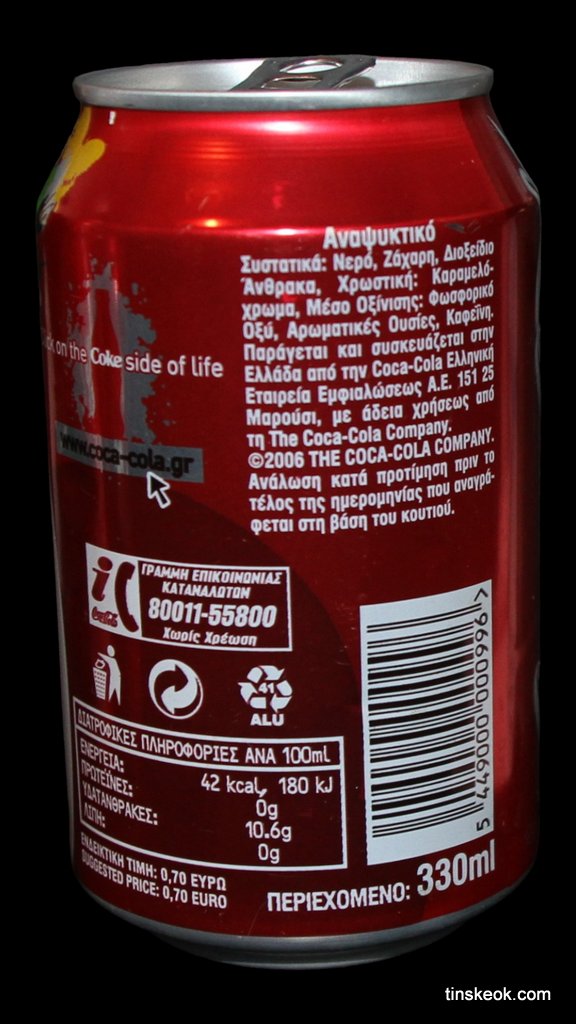 Αναψυκτικό
Συστατικά: Νερό, Ζάχαρη, Διοξείδιο
Άνθρακα, Χρωστική: Καραμελό-
χρωμα, Μέσο Οξίνισης: Φωσφορικό
Οξύ, Αρωματικές Ουσίες, Καφεΐνη.
Παράγεται και συσκευάζεται στην
Ελλάδα από την Coca-Cola Ελληνική
Εταιρεία Εμφιαλώσεως Α.Ε. 151 25
Μαρούσι, με άδεια χρήσεως από
τη The Coca-Cola Company.
©2006 THE COCA-COLA COMPANY.
Ανάλωση κατά προτίμηση πριν το
τέλος της ημερομηνίας που αναγρά-
φεται στη βάση του κουτιού.
on the Coke side of life
www.coca-cola.gr
ΓΡΑΜΜΗ ΕΠΙΚΟΙΝΩΝΙΑΣ
ΚΑΤΑΝΑΛΩΤΩΝ
80011-55800
Χωρίς Χρέωση
i
Coca-Cola
41
ALU
ΔΙΑΤΡΟΦΙΚΕΣ ΠΛΗΡΟΦΟΡΙΕΣ ΑΝΑ 100ml
ΕΝΕΡΓΕΙΑ: 42 kcal, 180 kJ
ΠΡΩΤΕΪΝΕΣ: 0g
ΥΔΑΤΑΝΘΡΑΚΕΣ: 10.6g
ΛΙΠΗ: 0g
ΕΝΔΕΙΚΤΙΚΗ ΤΙΜΗ: 0,70 ΕΥΡΩ
SUGGESTED PRICE: 0,70 EURO
ΠΕΡΙΕΧΟΜΕΝΟ: 330ml
5 449000 000996 >
tinskeok.com